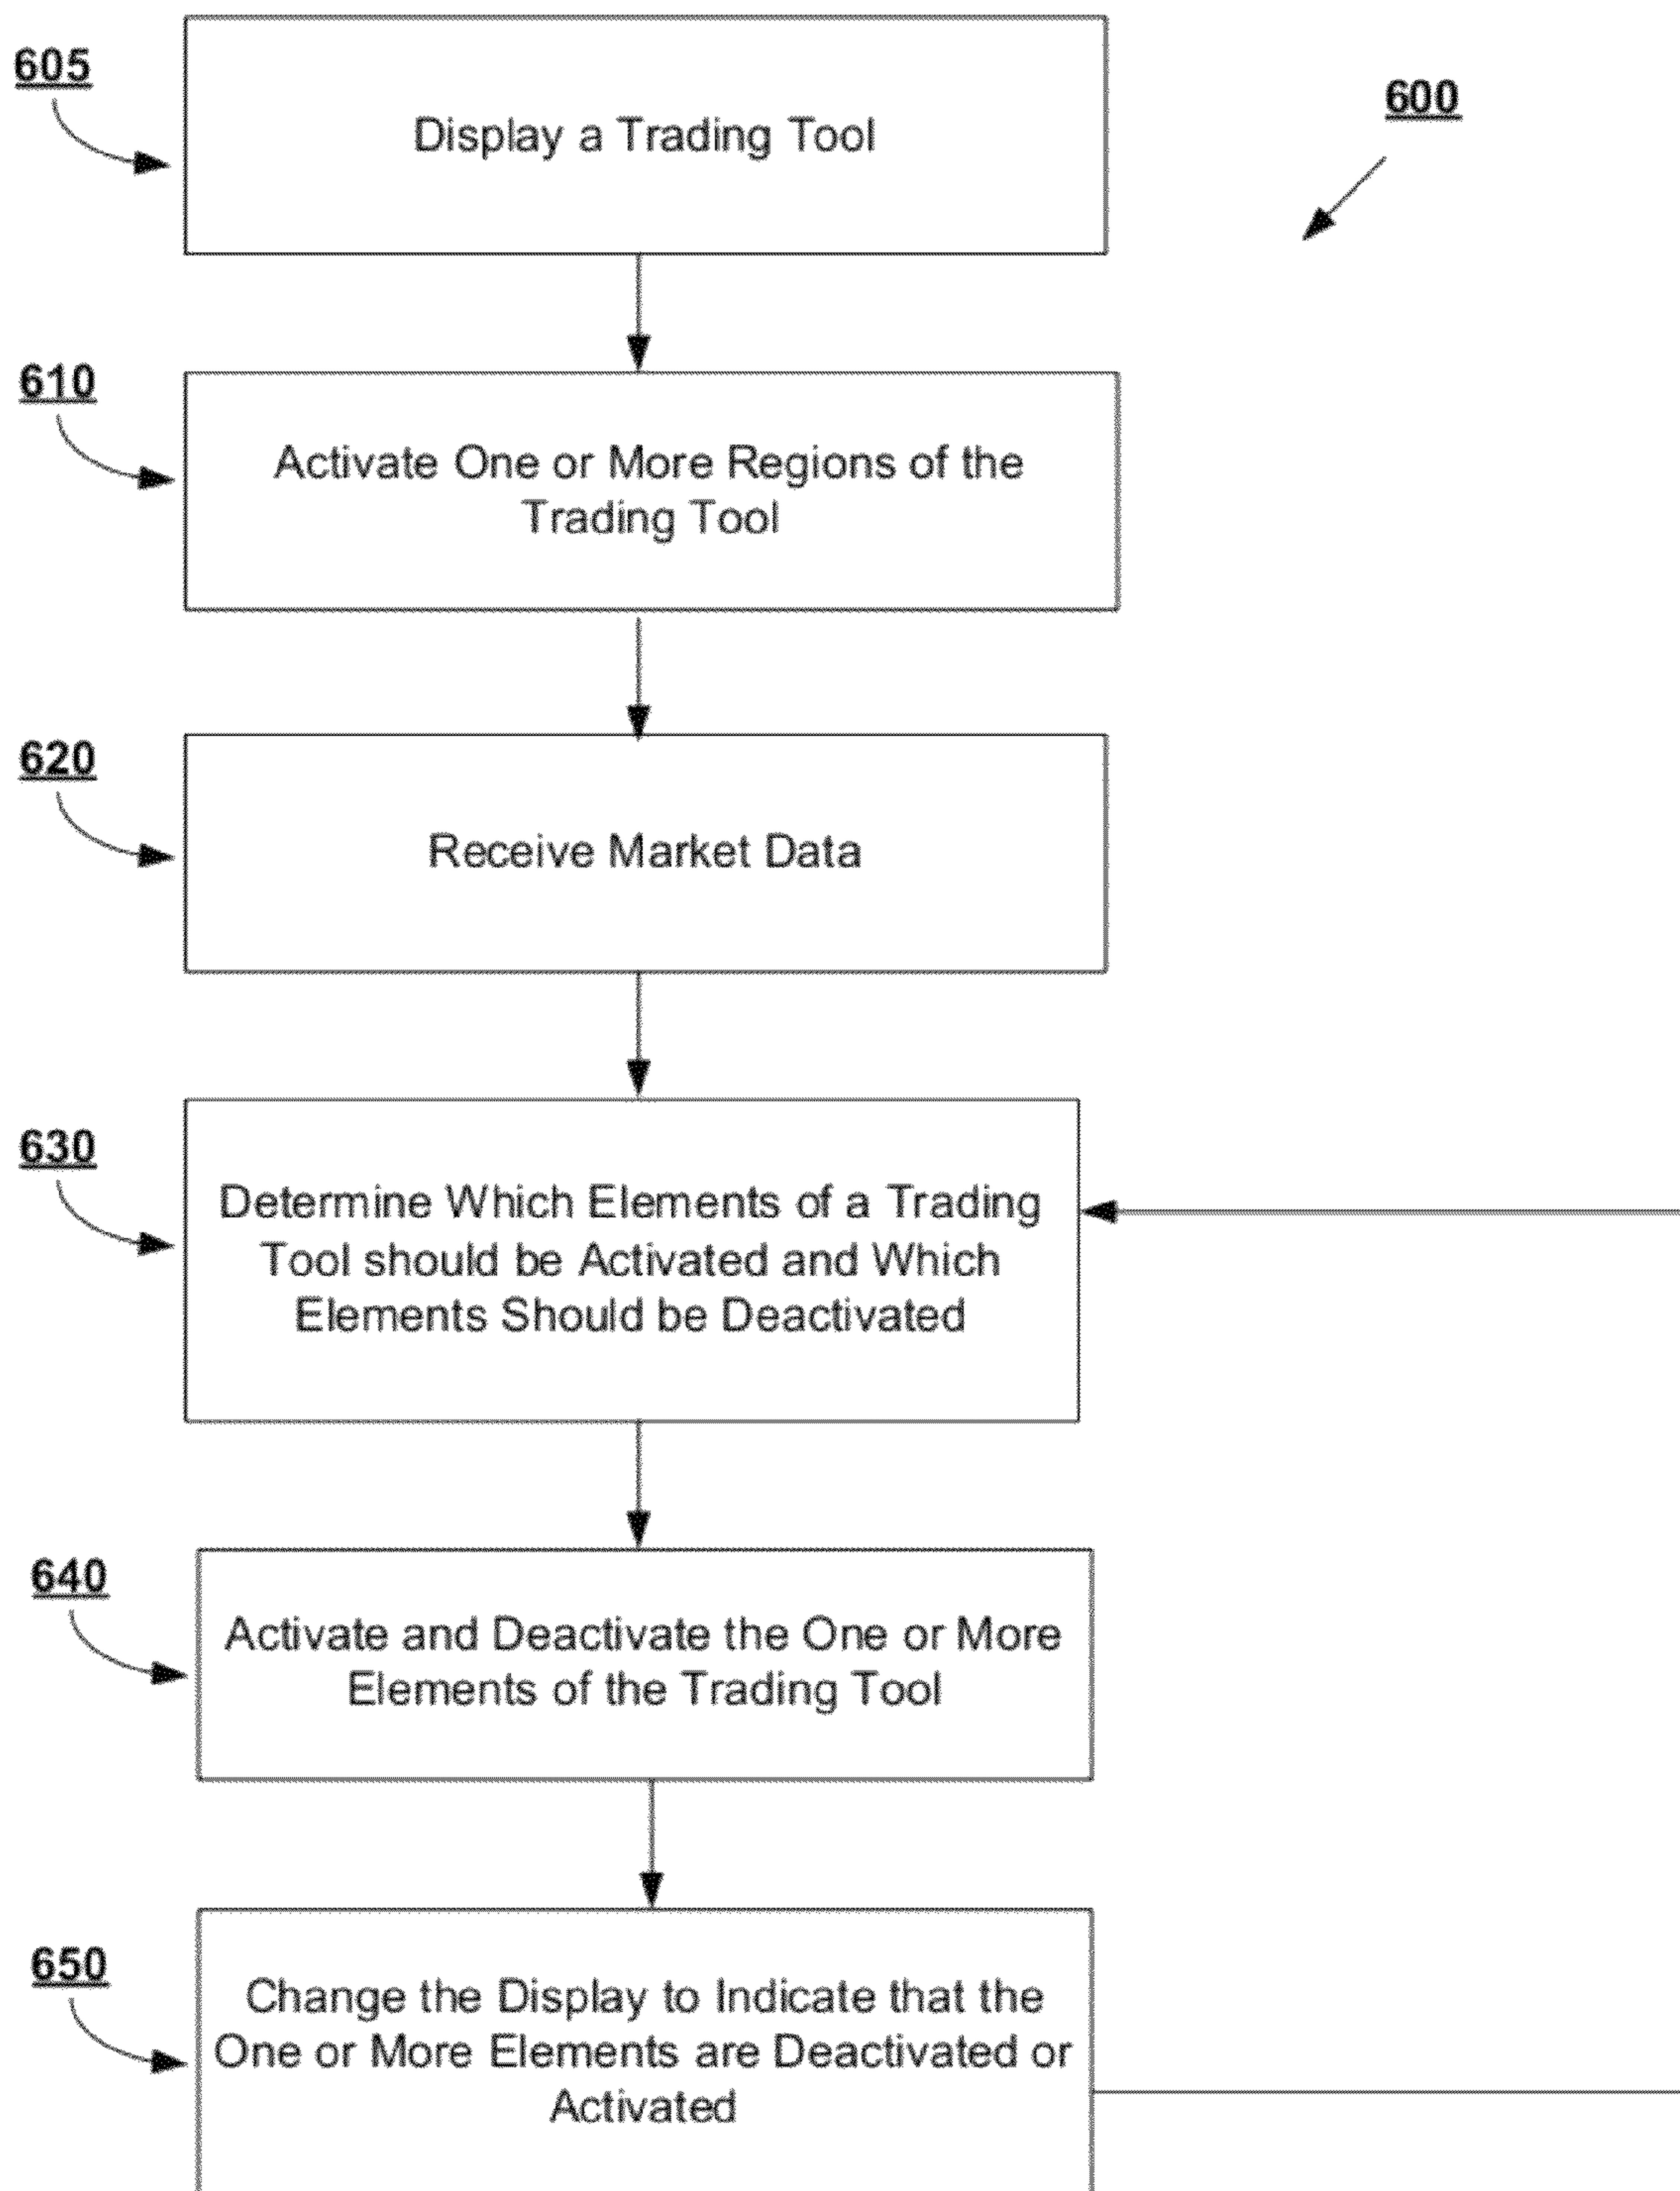 605
Display a Trading Tool
600
610
Activate One or More Regions of the
Trading Tool
620
Receive Market Data
630
Determine Which Elements of a Trading
Tool should be Activated and Which
Elements Should be Deactivated
640
Activate and Deactivate the One or More
Elements of the Trading Tool
650
Change the Display to Indicate that the
One or More Elements are Deactivated or
Activated